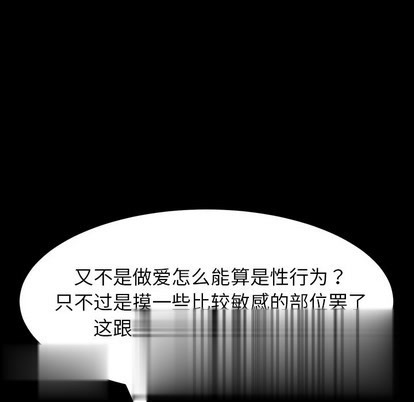 又不是做爱怎么能算是性行为？
只不过是摸一些比较敏感的部位罢了
这跟